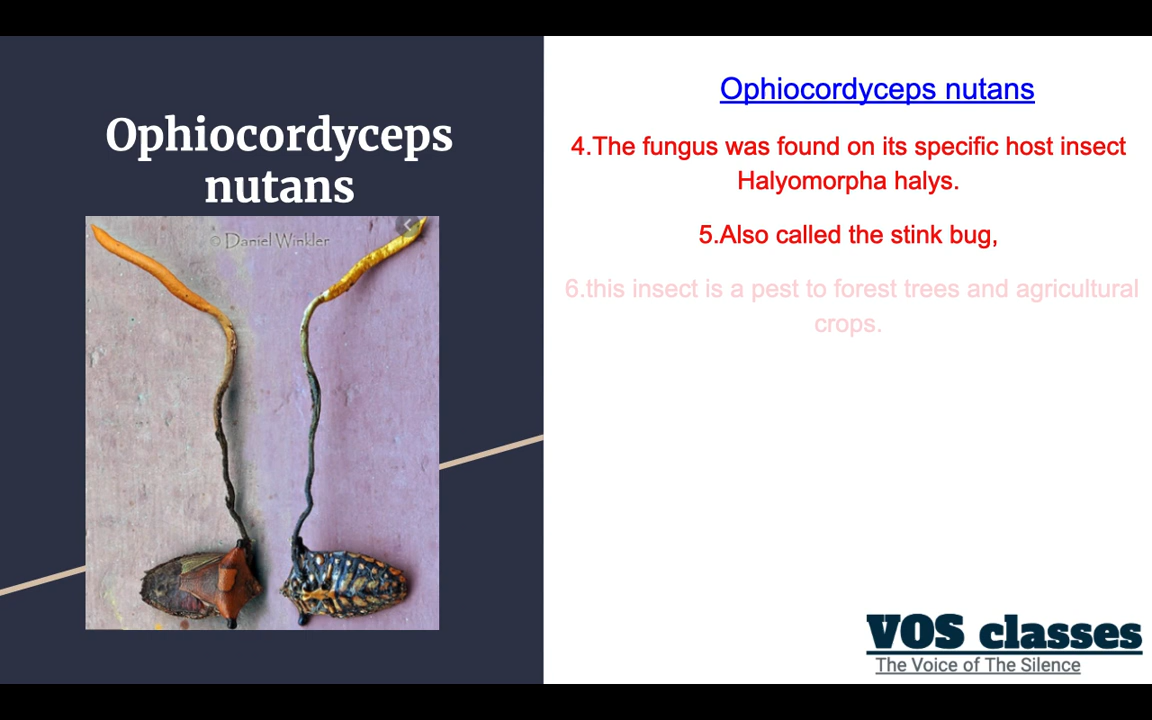 Ophiocordyceps
nutans
© Daniel Winkler
Ophiocordyceps nutans
4.The fungus was found on its specific host insect
Halyomorpha halys.
5.Also called the stink bug,
6.this insect is a pest to forest trees and agricultural
crops.
VOS classes
The Voice of The Silence